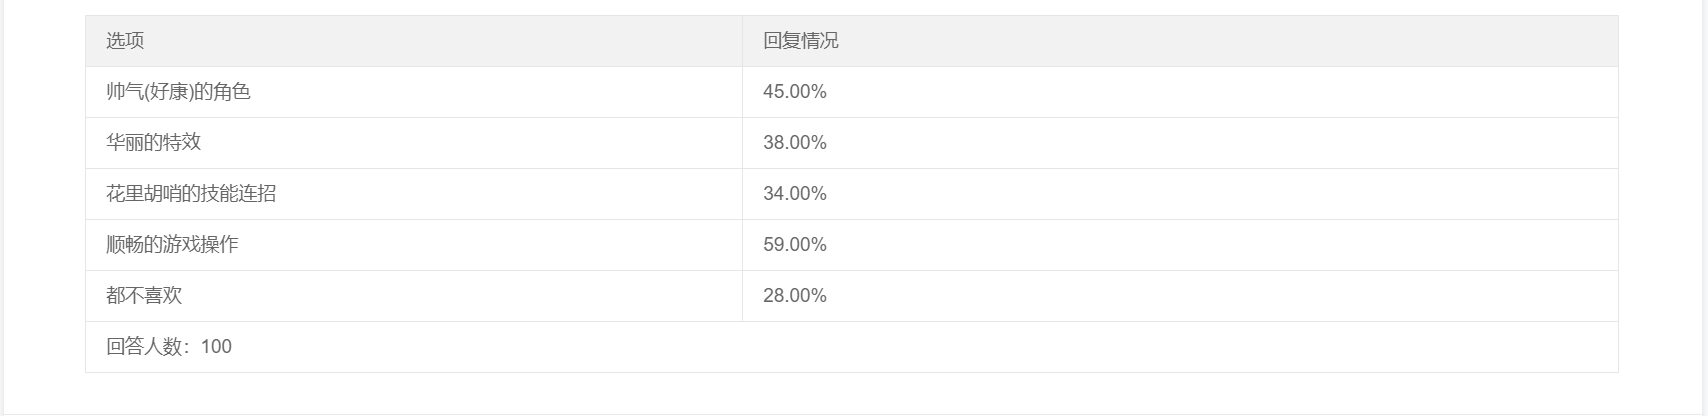 选项 回复情况
帅气(好康)的角色 45.00%
华丽的特效 38.00%
花里胡哨的技能连招 34.00%
顺畅的游戏操作 59.00%
都不喜欢 28.00%
回答人数：100